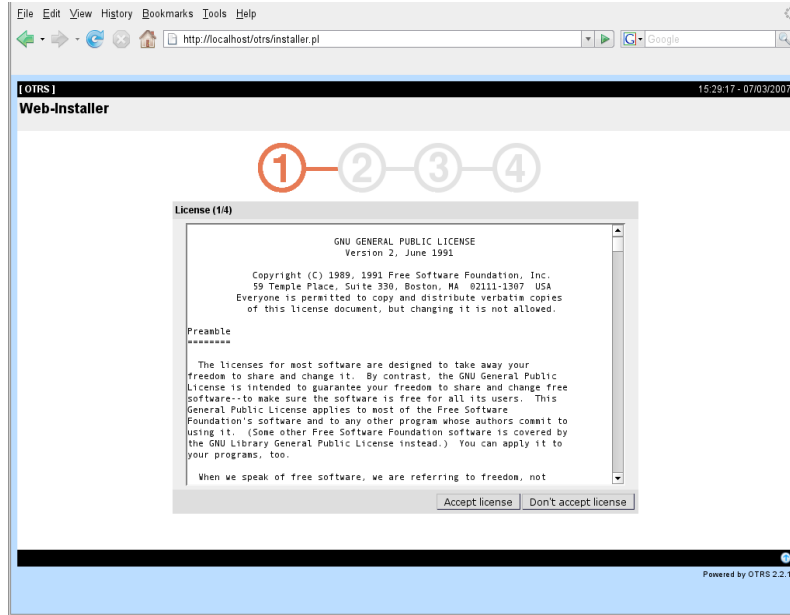 File Edit View History Bookmarks Tools Help
http://localhost/otrs/installer.pl
G Google
[ OTRS ] 15:29:17 - 07/03/2007
Web-Installer
1 2 3 4
License (1/4)
GNU GENERAL PUBLIC LICENSE
Version 2, June 1991
Copyright (C) 1989, 1991 Free Software Foundation, Inc.
59 Temple Place, Suite 330, Boston, MA 02111-1307 USA
Everyone is permitted to copy and distribute verbatim copies
of this license document, but changing it is not allowed.
Preamble
========
The licenses for most software are designed to take away your
freedom to share and change it. By contrast, the GNU General Public
License is intended to guarantee your freedom to share and change free
software--to make sure the software is free for all its users. This
General Public License applies to most of the Free Software
Foundation's software and to any other program whose authors commit to
using it. (Some other Free Software Foundation software is covered by
the GNU Library General Public License instead.) You can apply it to
your programs, too.
When we speak of free software, we are referring to freedom, not
Accept license Don't accept license
Powered by OTRS 2.2.1